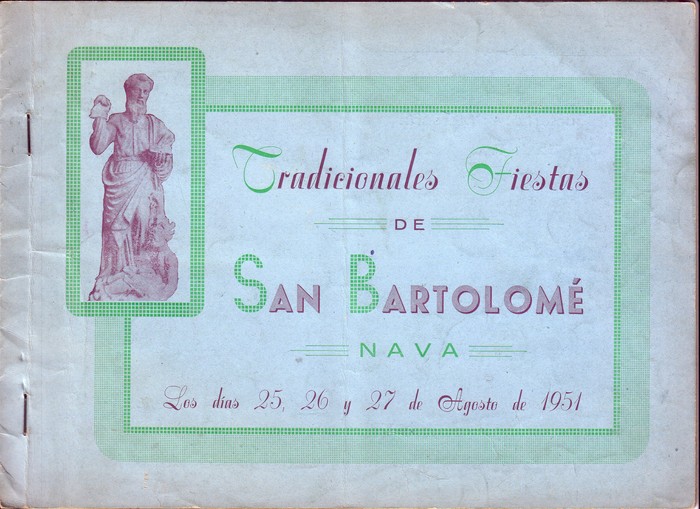 Tradicionales Fiestas
DE
SAN BARTOLOMÉ
NAVA
Los días 25, 26 y 27 de Agosto de 1951